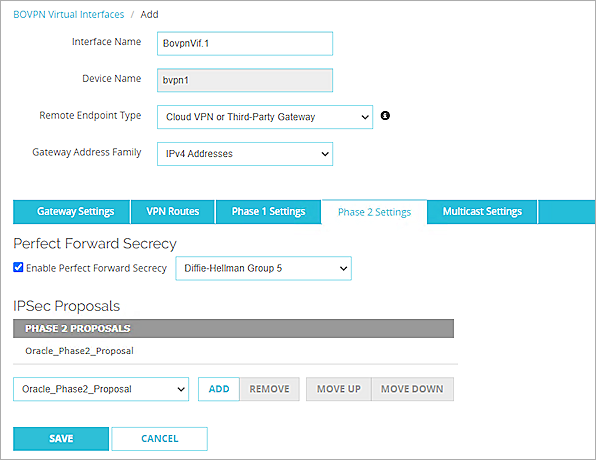 BOVPN Virtual Interfaces / Add
Interface Name BovpnVif.1
Device Name bvpn1
Remote Endpoint Type Cloud VPN or Third-Party Gateway
Gateway Address Family IPv4 Addresses
Gateway Settings VPN Routes Phase 1 Settings Phase 2 Settings Multicast Settings
Perfect Forward Secrecy
Enable Perfect Forward Secrecy Diffie-Hellman Group 5
IPSec Proposals
PHASE 2 PROPOSALS
Oracle_Phase2_Proposal
Oracle_Phase2_Proposal ADD REMOVE MOVE UP MOVE DOWN
SAVE CANCEL